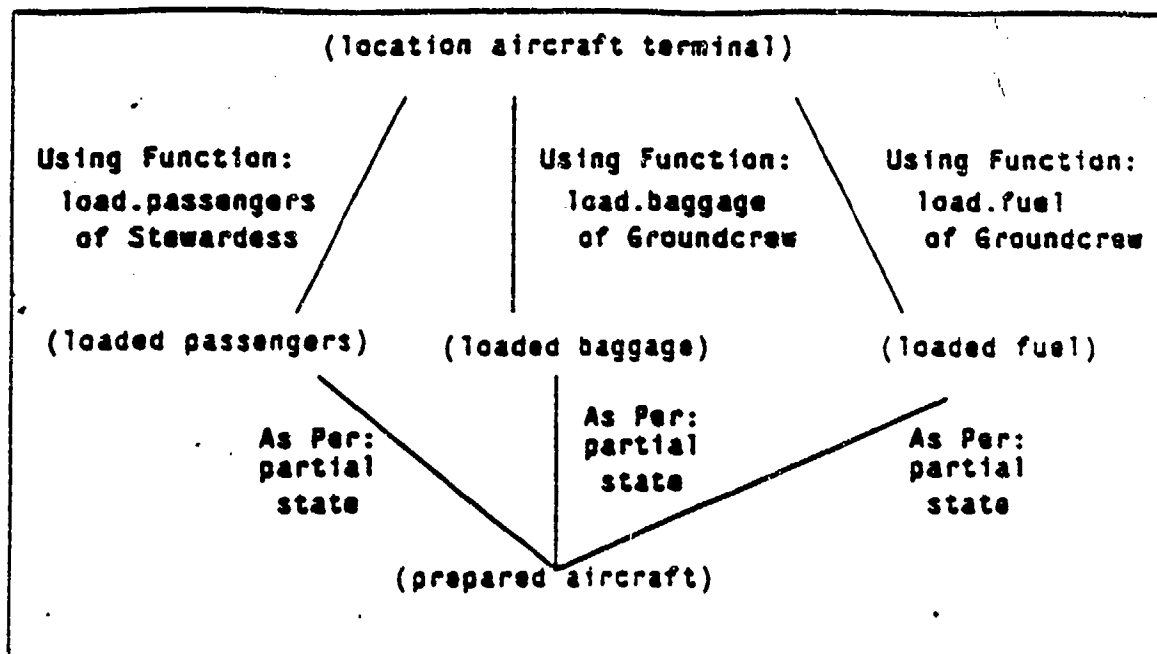 (location aircraft terminal)
Using Function:
load.passengers
of Stewardess
Using Function:
load.baggage
of Groundcrew
Using Function:
load.fuel
of Groundcrew
(loaded passengers)
(loaded baggage)
(loaded fuel)
As Per:
partial
state
As Per:
partial
state
As Per:
partial
state
(prepared aircraft)